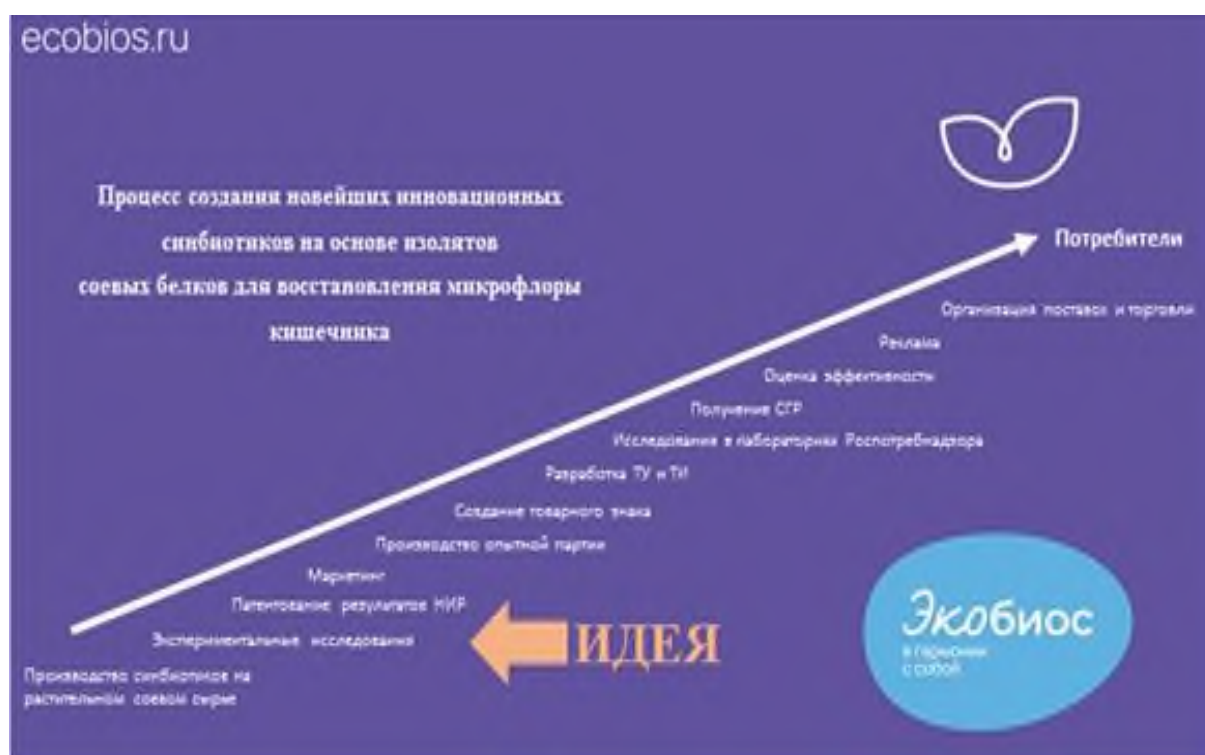 ecobios.ru
Процесс создания новейших инновационных
синбиотиков на основе изолятов
соевых белков для восстановления микрофлоры
кишечника
Потребители
Организация поставок и торговли
Реклама
Оценка эффективности
Получение СГР
Исследования в лаборатории Роспотребнадзора
Разработка ТУ и ТИ
Создание товарного знака
Производство опытной партии
Маркетинг
Патентование результатов НИР
Экспериментальные исследования
ИДЕЯ
Производство синбиотиков на
растительном соевом сырье
Экобиос
в гармонии
с собой